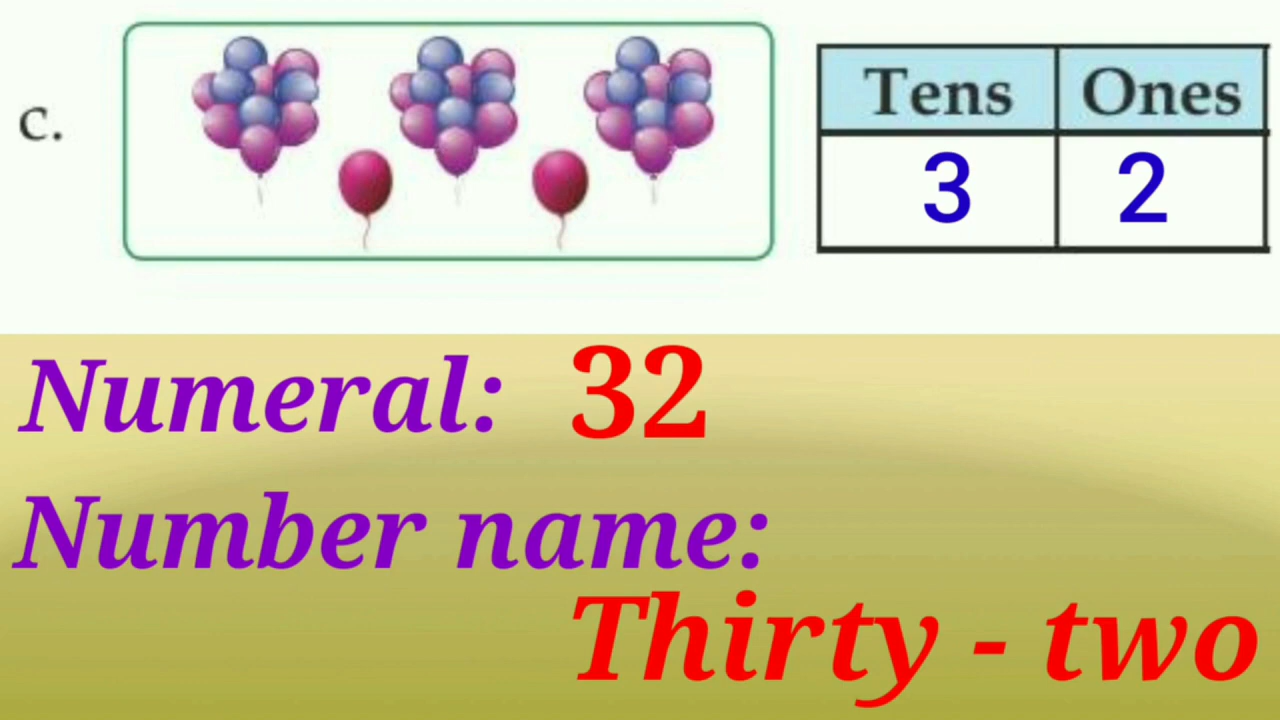 c.
Tens Ones
3 2
Numeral: 32
Number name:
Thirty - two